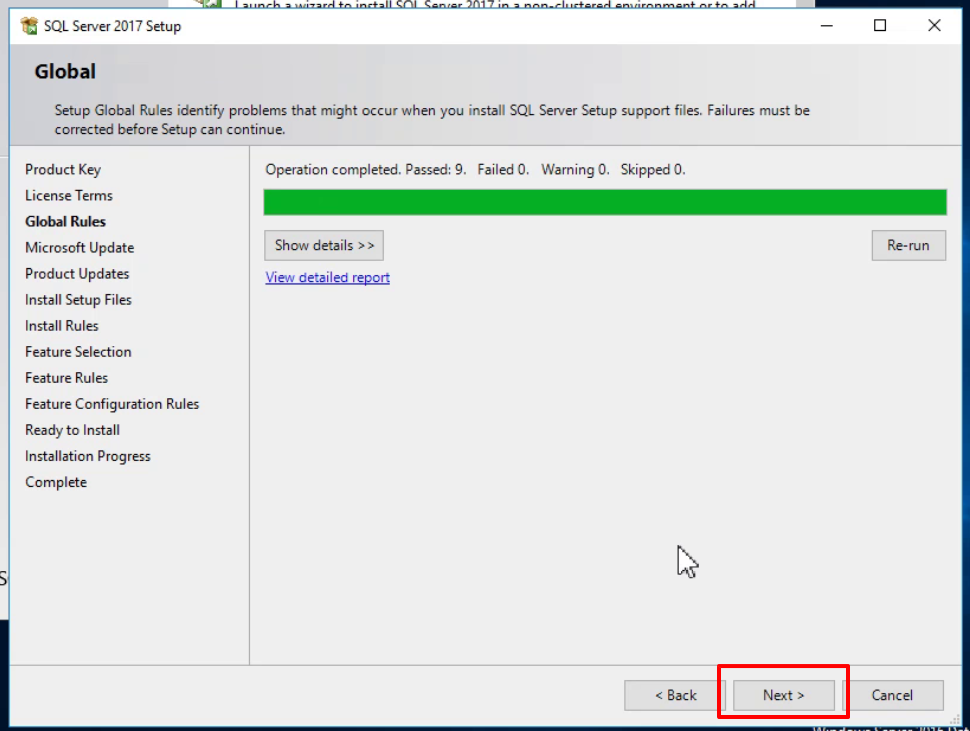 Launch a wizard to install SQL Server 2017 in a non-clustered environment or to add
SQL Server 2017 Setup
Global
Setup Global Rules identify problems that might occur when you install SQL Server Setup support files. Failures must be
corrected before Setup can continue.
Product Key
License Terms
Global Rules
Microsoft Update
Product Updates
Install Setup Files
Install Rules
Feature Selection
Feature Rules
Feature Configuration Rules
Ready to Install
Installation Progress
Complete
Operation completed. Passed: 9. Failed 0. Warning 0. Skipped 0.
Show details >>
Re-run
View detailed report
< Back
Next >
Cancel
Windows Server 2016